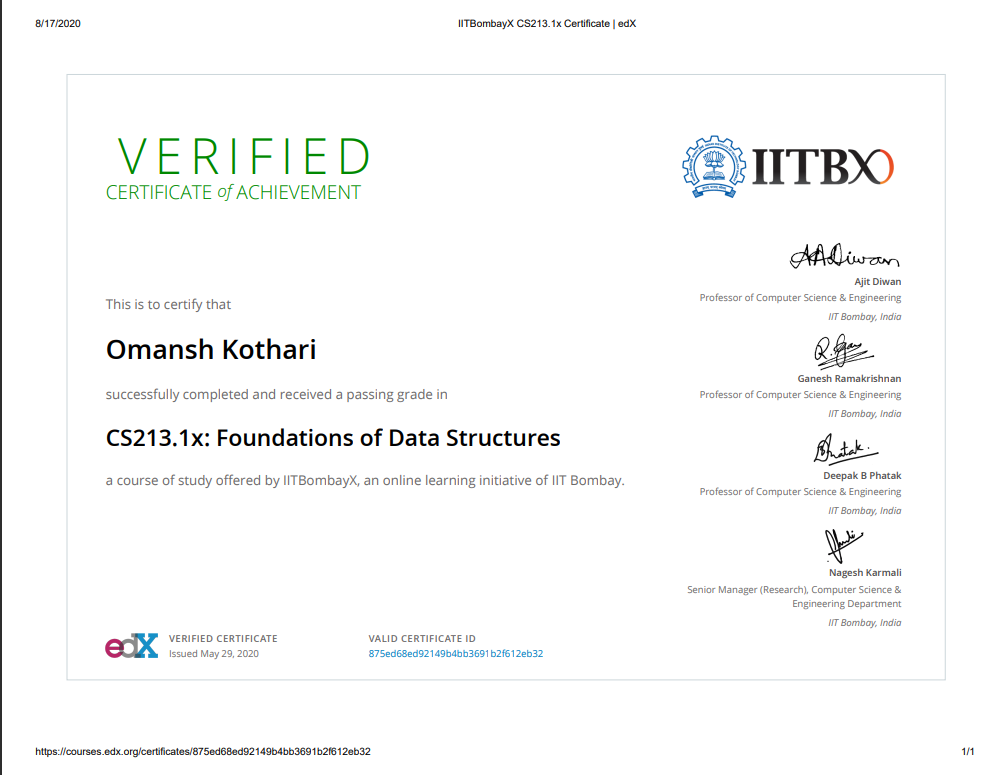 8/17/2020
IITBombayX CS213.1x Certificate | edX
VERIFIED
CERTIFICATE of ACHIEVEMENT
IITBX
This is to certify that
Omansh Kothari
successfully completed and received a passing grade in
CS213.1x: Foundations of Data Structures
a course of study offered by IITBombayX, an online learning initiative of IIT Bombay.
AADiwan
Ajit Diwan
Professor of Computer Science & Engineering
IIT Bombay, India
Ganesh Ramakrishnan
Professor of Computer Science & Engineering
IIT Bombay, India
Deepak B Phatak
Professor of Computer Science & Engineering
IIT Bombay, India
Nagesh Karmali
Senior Manager (Research), Computer Science &
Engineering Department
IIT Bombay, India
edX
VERIFIED CERTIFICATE
Issued May 29, 2020
VALID CERTIFICATE ID
875ed68ed92149b4bb3691b2f612eb32
https://courses.edx.org/certificates/875ed68ed92149b4bb3691b2f612eb32
1/1